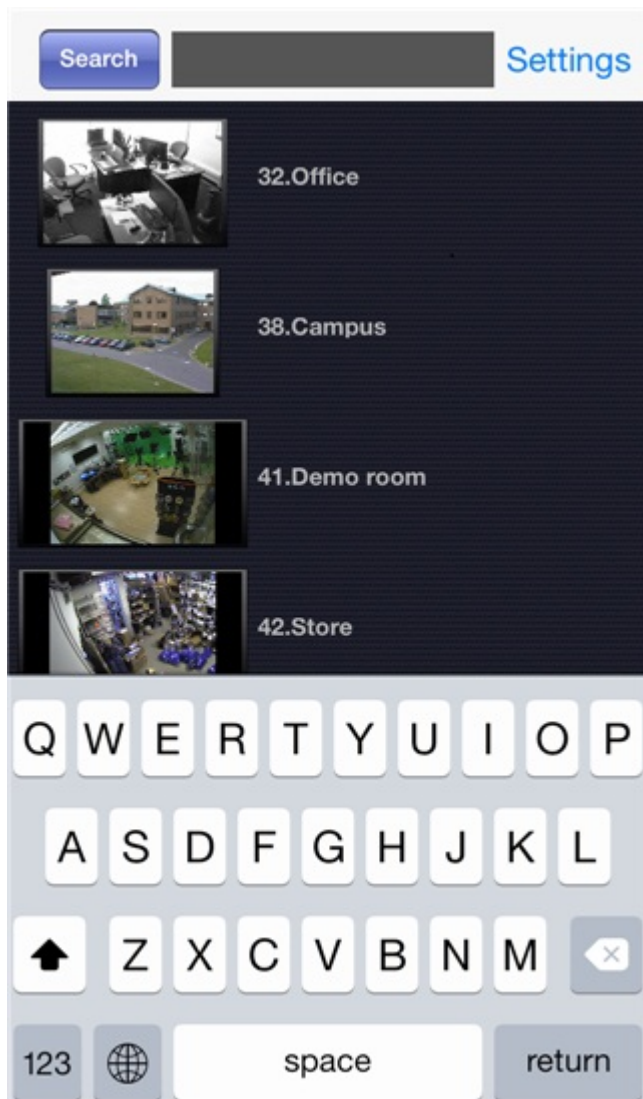 Search Settings
32.Office
38.Campus
41.Demo room
42.Store
Q W E R T Y U I O P
A S D F G H J K L
Z X C V B N M
123 space return